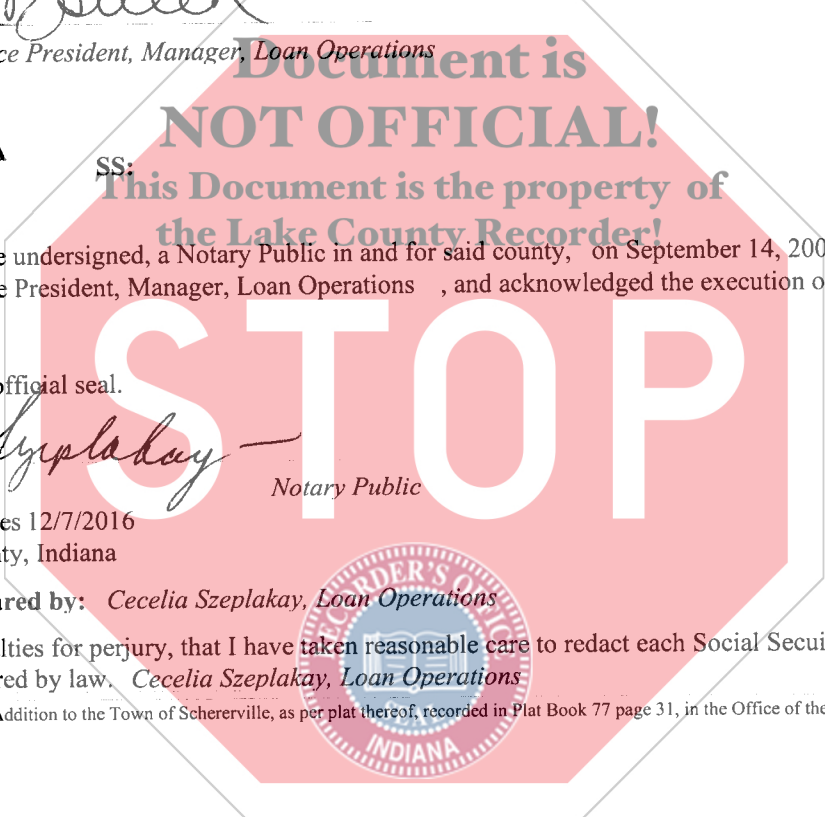 ce President, Manager, Loan Operations
Document is
NOT OFFICIAL!
SS:
This Document is the property of
the Lake County Recorder!
e undersigned, a Notary Public in and for said county, on September 14, 200
e President, Manager, Loan Operations , and acknowledged the execution o
STOP
official seal.
Szeplakay
Notary Public
es 12/7/2016
ty, Indiana
RECORDER'S OFFICE
ared by: Cecelia Szeplakay, Loan Operations
lties for perjury, that I have taken reasonable care to redact each Social Secui
red by law. Cecelia Szeplakay, Loan Operations
SEAL
Addition to the Town of Schererville, as per plat thereof, recorded in Plat Book 77 page 31, in the Office of the
INDIANA